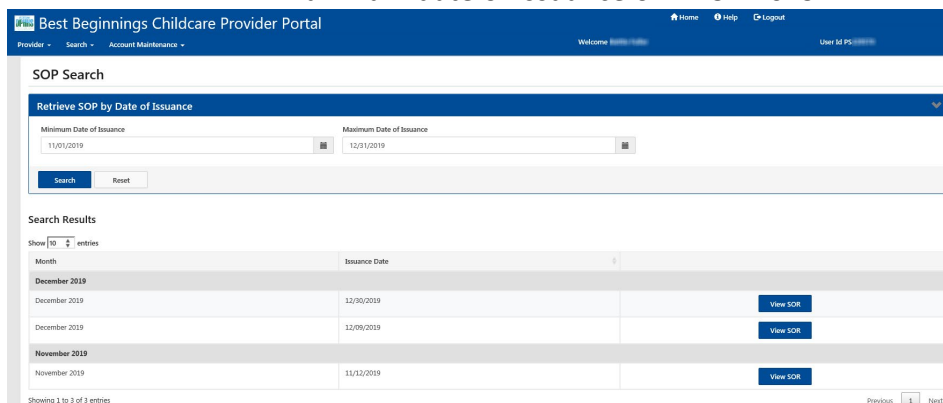 Best Beginnings Childcare Provider Portal
Home Help Logout
Provider Search Account Maintenance
Welcome
User Id PS
SOP Search
Retrieve SOP by Date of Issuance
Minimum Date of Issuance Maximum Date of Issuance
11/01/2019 12/31/2019
Search Reset
Search Results
Show 10 entries
Month Issuance Date
December 2019
December 2019 12/30/2019 View SOR
December 2019 12/09/2019 View SOR
November 2019
November 2019 11/12/2019 View SOR
Showing 1 to 3 of 3 entries
Previous 1 Next